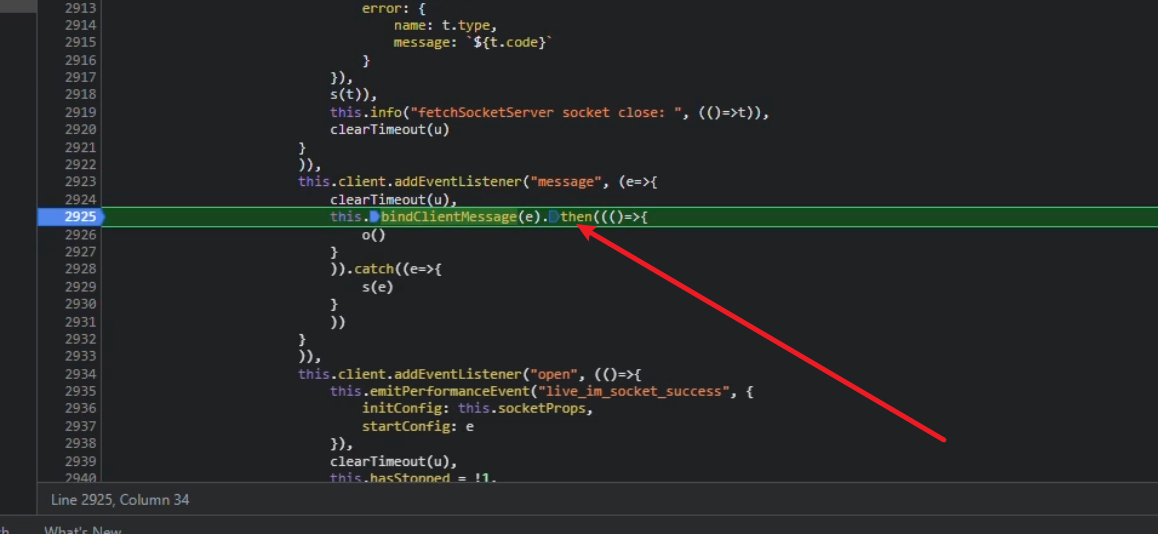 2913 error: {
2914 name: t.type,
2915 message: `${t.code}`
2916 }
2917 }),
2918 s(t)),
2919 this.info("fetchSocketServer socket close: ", (()=>t)),
2920 clearTimeout(u)
2921 }
2922 )),
2923 this.client.addEventListener("message", (e=>{
2924 clearTimeout(u),
2925 this.bindClientMessage(e).then((()=>{
2926 o()
2927 }
2928 )).catch((e=>{
2929 s(e)
2930 }
2931 ))
2932 }
2933 )),
2934 this.client.addEventListener("open", (()=>{
2935 this.emitPerformanceEvent("live_im_socket_success", {
2936 initConfig: this.socketProps,
2937 startConfig: e
2938 }),
2939 clearTimeout(u),
2940 this.hasStopped = !1,
Line 2925, Column 34
What's New